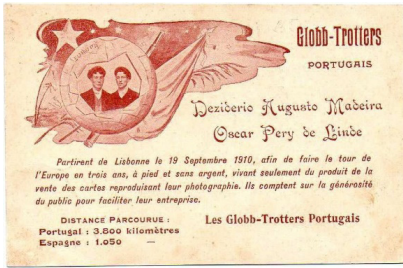 Globb-Trotters
PORTUGAIS
Deziderio Augusto Madeira
Oscar Pery de Linde
Partirent de Lisbonne le 19 Septembre 1910, afin de faire le tour de
l'Europe en trois ans, à pied et sans argent, vivant seulement du produit de la
vente des cartes reproduisant leur photographie. Ils comptent sur la générosité
du public pour faciliter leur entreprise.
DISTANCE PARCOURUE :
Portugal : 3.800 kilomètres
Espagne : 1.050 —
Les Globb-Trotters Portugais